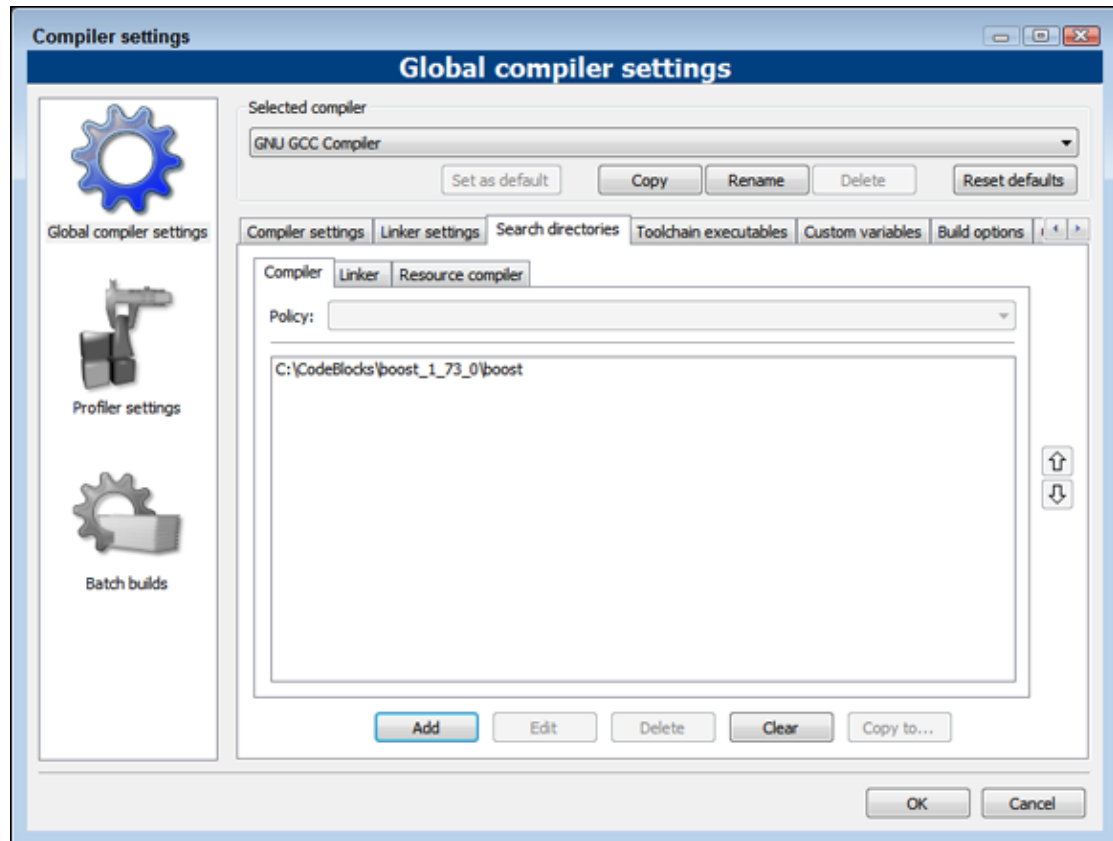 Compiler settings
Global compiler settings
Global compiler settings
Profiler settings
Batch builds
Selected compiler
GNU GCC Compiler
Set as default Copy Rename Delete Reset defaults
Compiler settings Linker settings Search directories Toolchain executables Custom variables Build options
Compiler Linker Resource compiler
Policy:
C:\CodeBlocks\boost_1_73_0\boost
Add Edit Delete Clear Copy to...
OK Cancel